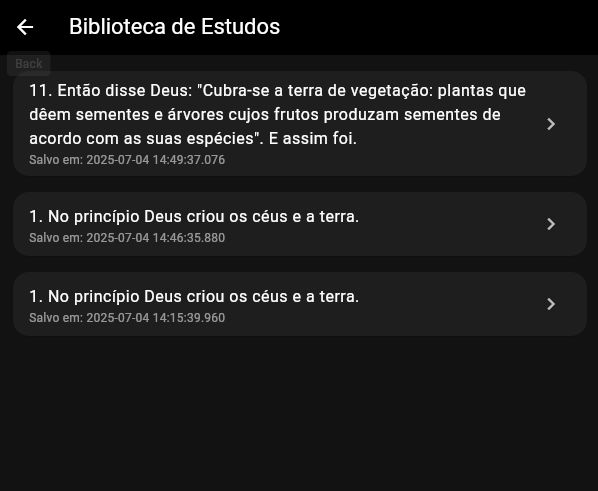 Biblioteca de Estudos
Back
11. Então disse Deus: "Cubra-se a terra de vegetação: plantas que
dêem sementes e árvores cujos frutos produzam sementes de
acordo com as suas espécies". E assim foi.
Salvo em: 2025-07-04 14:49:37.076
1. No princípio Deus criou os céus e a terra.
Salvo em: 2025-07-04 14:46:35.880
1. No princípio Deus criou os céus e a terra.
Salvo em: 2025-07-04 14:15:39.960